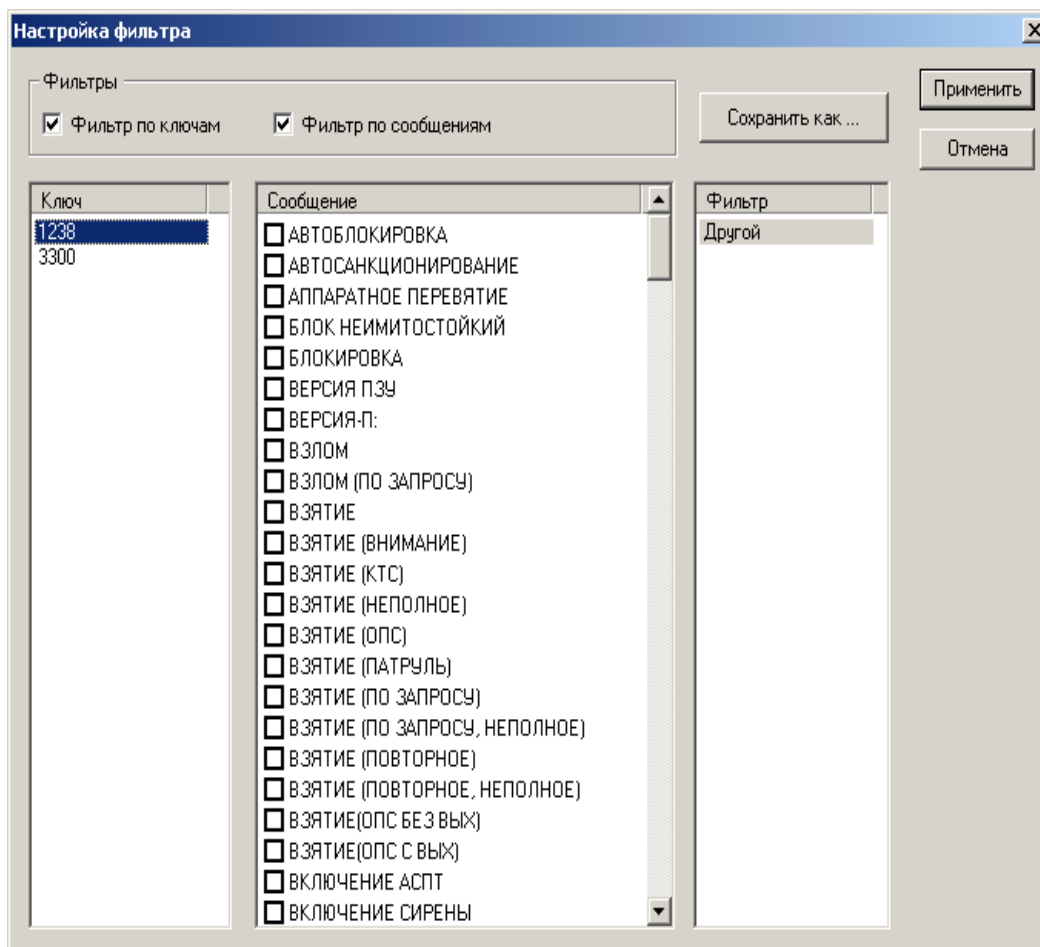 Настройка фильтра
Фильтры
Фильтр по ключам
Фильтр по сообщениям
Сохранить как ...
Применить
Отмена
Ключ
1238
3300
Сообщение
АВТОБЛОКИРОВКА
АВТОСАНКЦИОНИРОВАНИЕ
АППАРАТНОЕ ПЕРЕВЯТИЕ
БЛОК НЕИМИТОСТОЙКИЙ
БЛОКИРОВКА
ВЕРСИЯ ПЗУ
ВЕРСИЯ-П:
ВЗЛОМ
ВЗЛОМ (ПО ЗАПРОСУ)
ВЗЯТИЕ
ВЗЯТИЕ (ВНИМАНИЕ)
ВЗЯТИЕ (КТС)
ВЗЯТИЕ (НЕПОЛНОЕ)
ВЗЯТИЕ (ОПС)
ВЗЯТИЕ (ПАТРУЛЬ)
ВЗЯТИЕ (ПО ЗАПРОСУ)
ВЗЯТИЕ (ПО ЗАПРОСУ, НЕПОЛНОЕ)
ВЗЯТИЕ (ПОВТОРНОЕ)
ВЗЯТИЕ (ПОВТОРНОЕ, НЕПОЛНОЕ)
ВЗЯТИЕ(ОПС БЕЗ ВЫХ)
ВЗЯТИЕ(ОПС С ВЫХ)
ВКЛЮЧЕНИЕ АСПТ
ВКЛЮЧЕНИЕ СИРЕНЫ
Фильтр
Другой